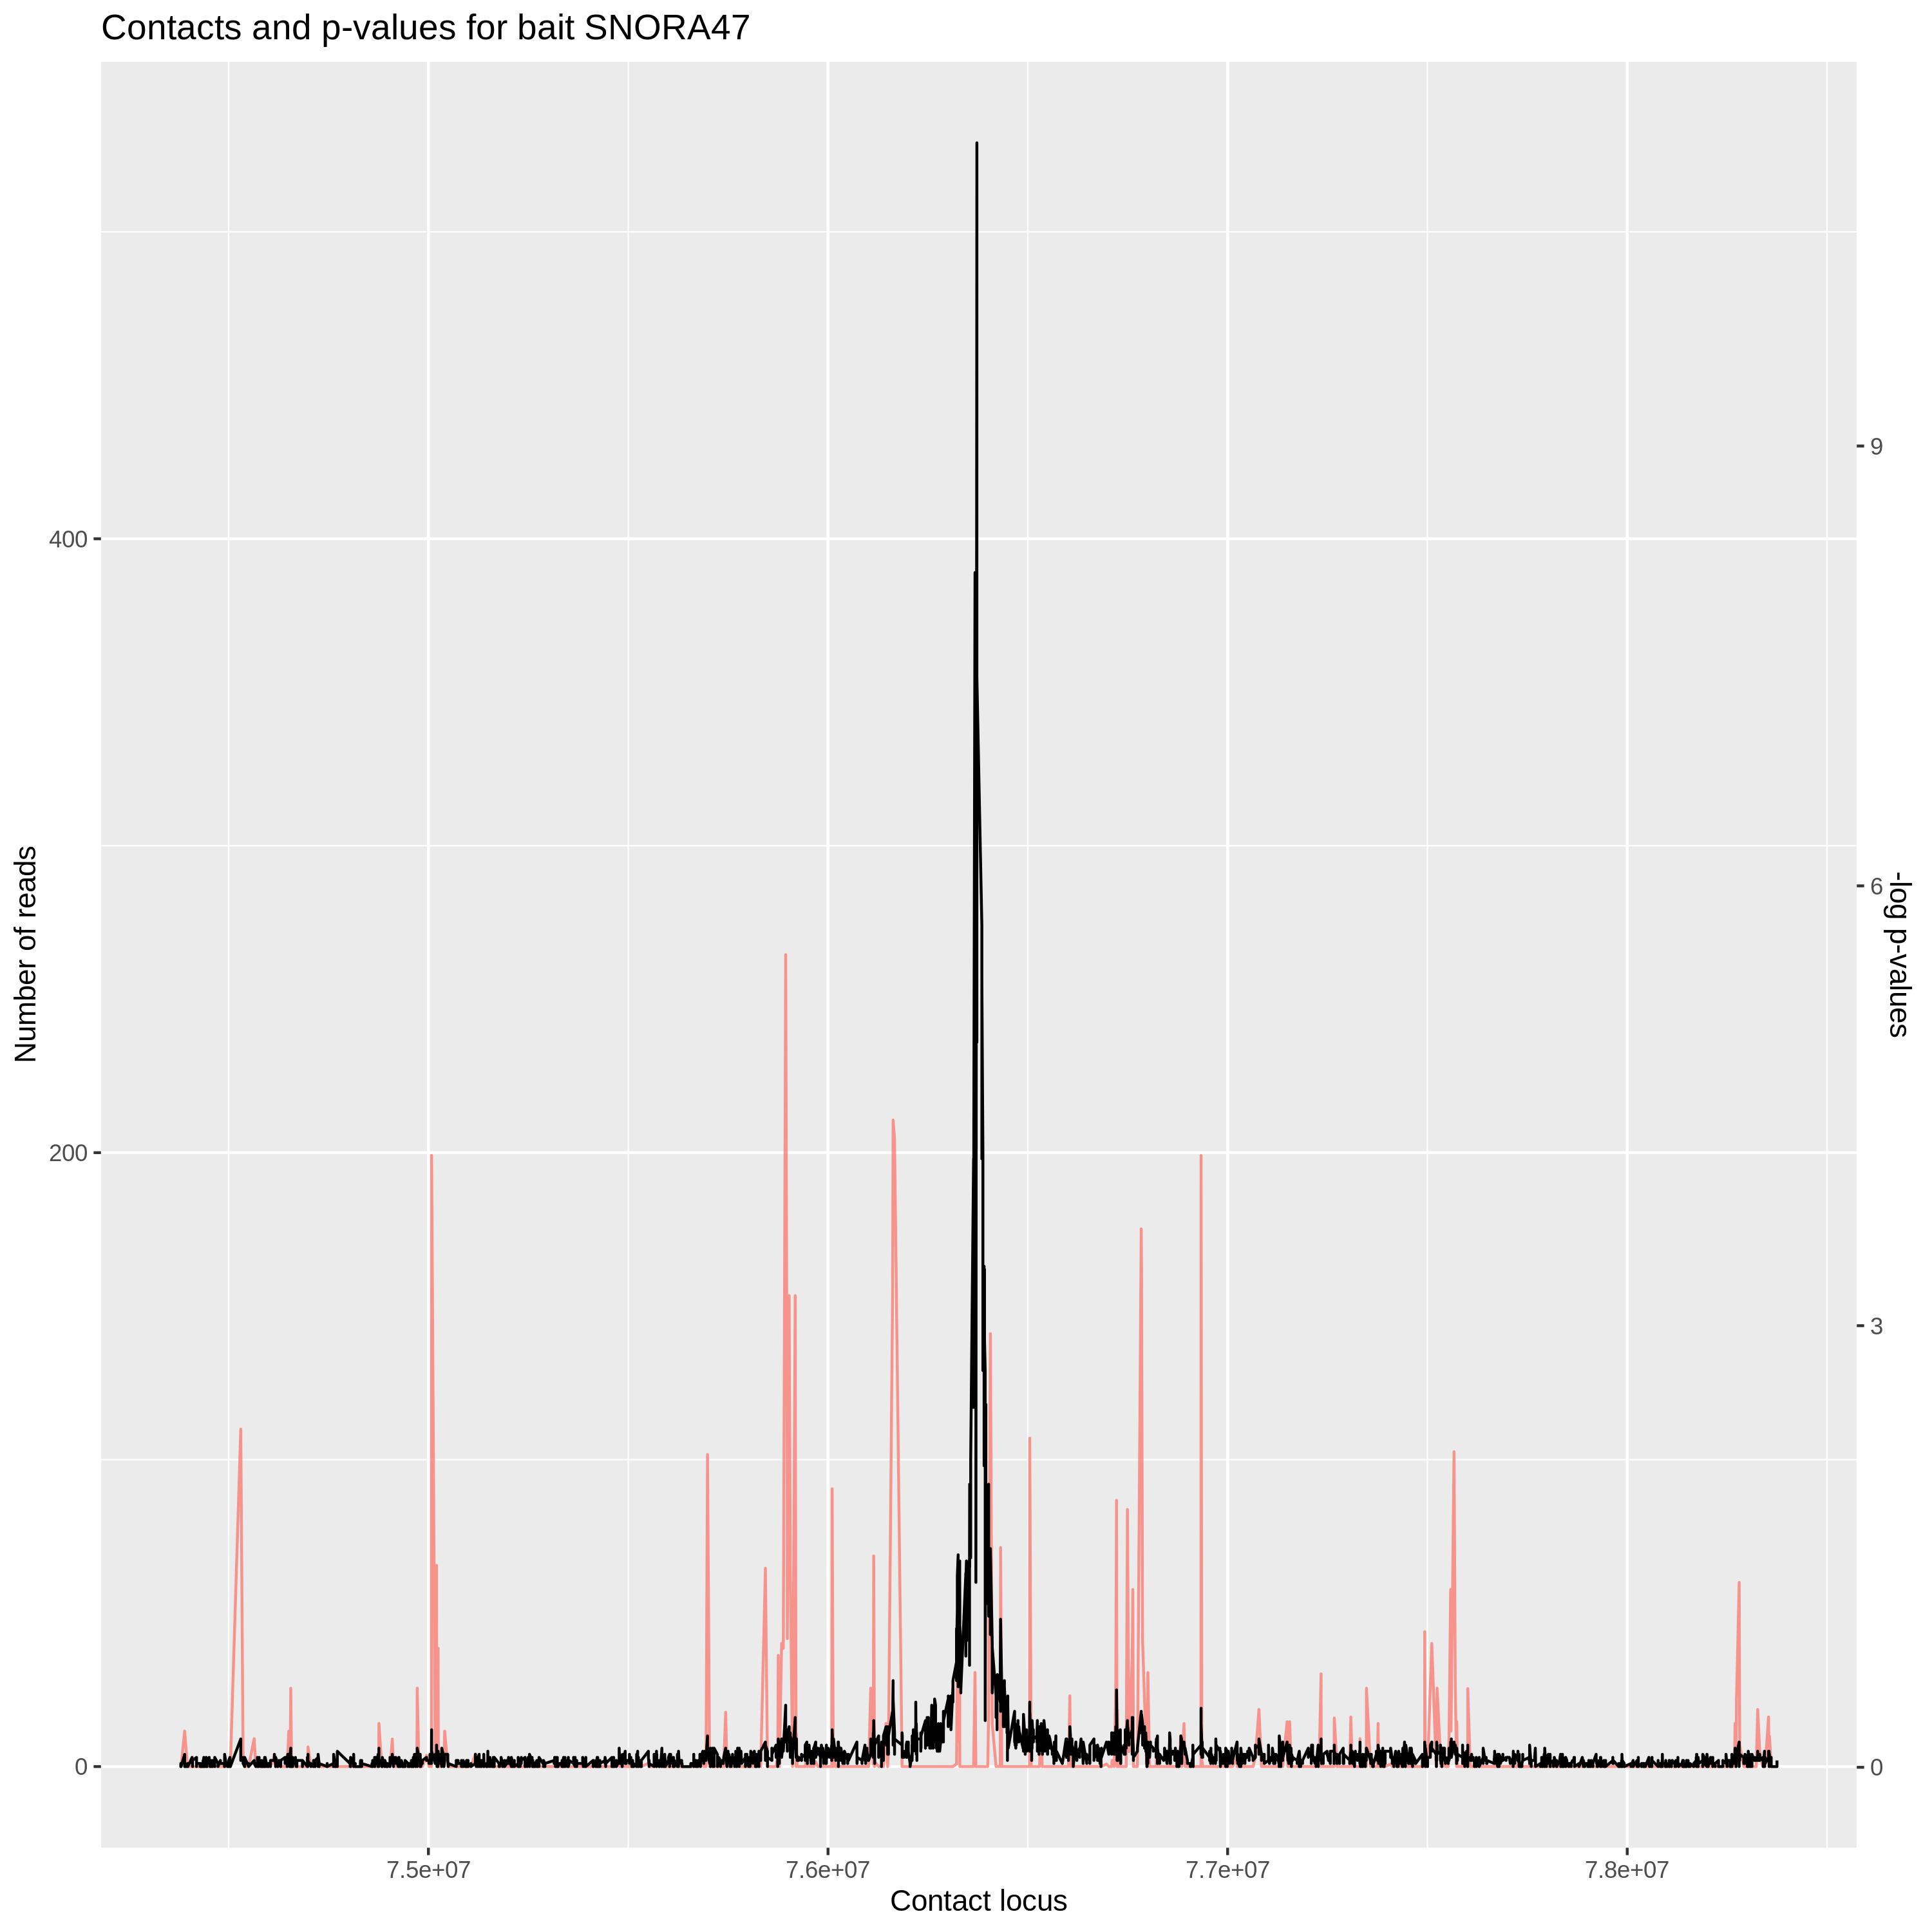 Contacts and p-values for bait SNORA47
Number of reads
400
200
0
9
6
3
0
-log p-values
7.5e+07 7.6e+07 7.7e+07 7.8e+07
Contact locus